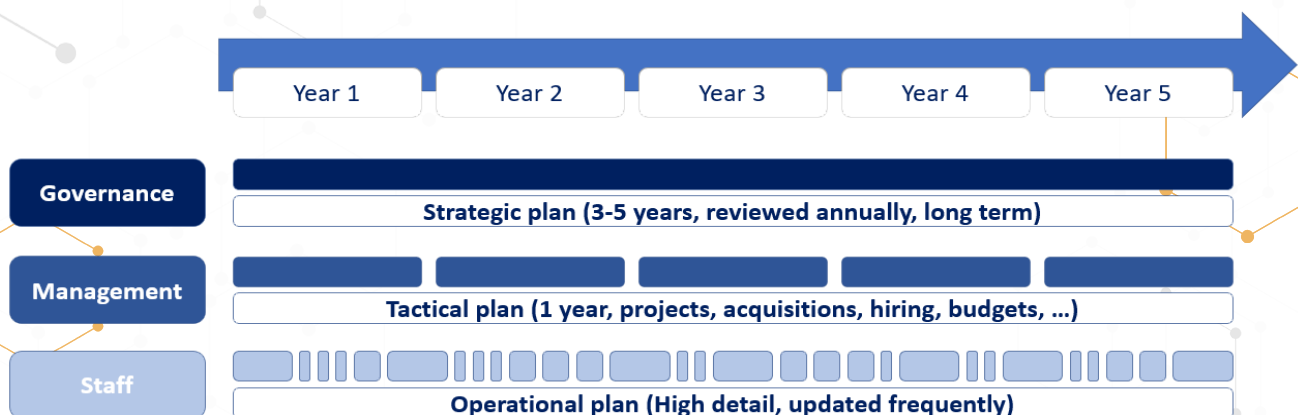 Year 1
Year 2
Year 3
Year 4
Year 5
Governance
Strategic plan (3-5 years, reviewed annually, long term)
Management
Tactical plan (1 year, projects, acquisitions, hiring, budgets, ...)
Staff
Operational plan (High detail, updated frequently)